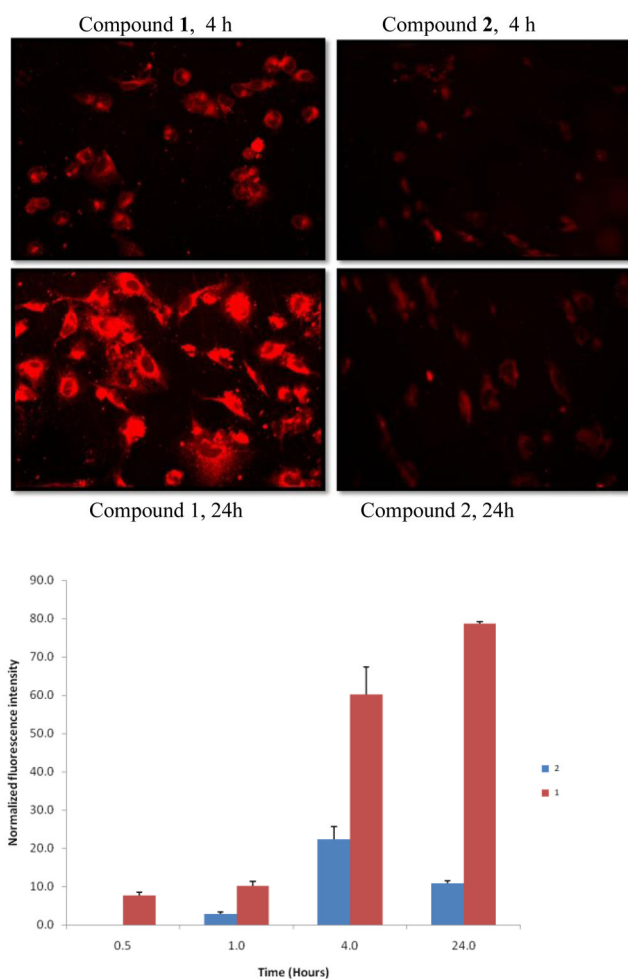 Compound 1, 4 h
Compound 2, 4 h
Compound 1, 24h
Compound 2, 24h
90.0
80.0
70.0
60.0
50.0
40.0
30.0
20.0
10.0
0.0
Normalized fluorescence intensity
0.5
1.0
4.0
24.0
Time (Hours)
2
1